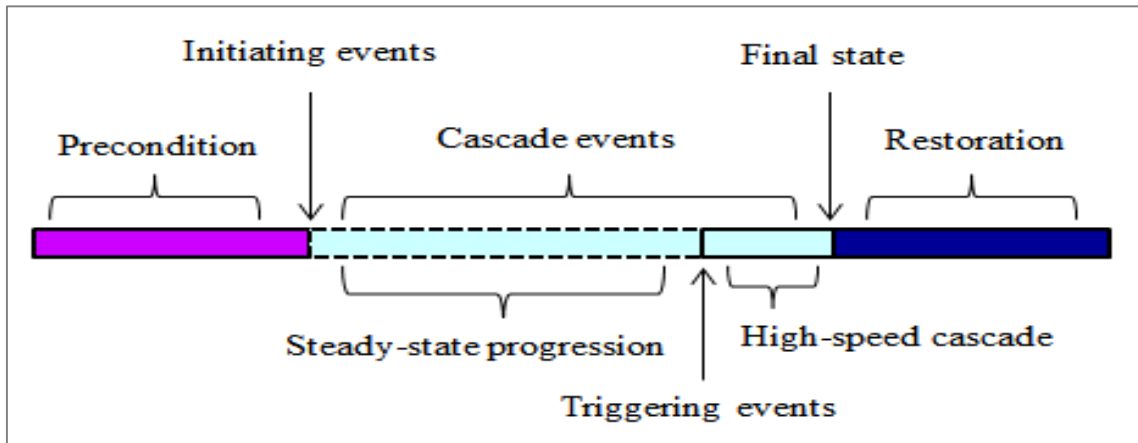 Initiating events
Final state
Precondition
Cascade events
Restoration
Steady-state progression
High-speed cascade
Triggering events